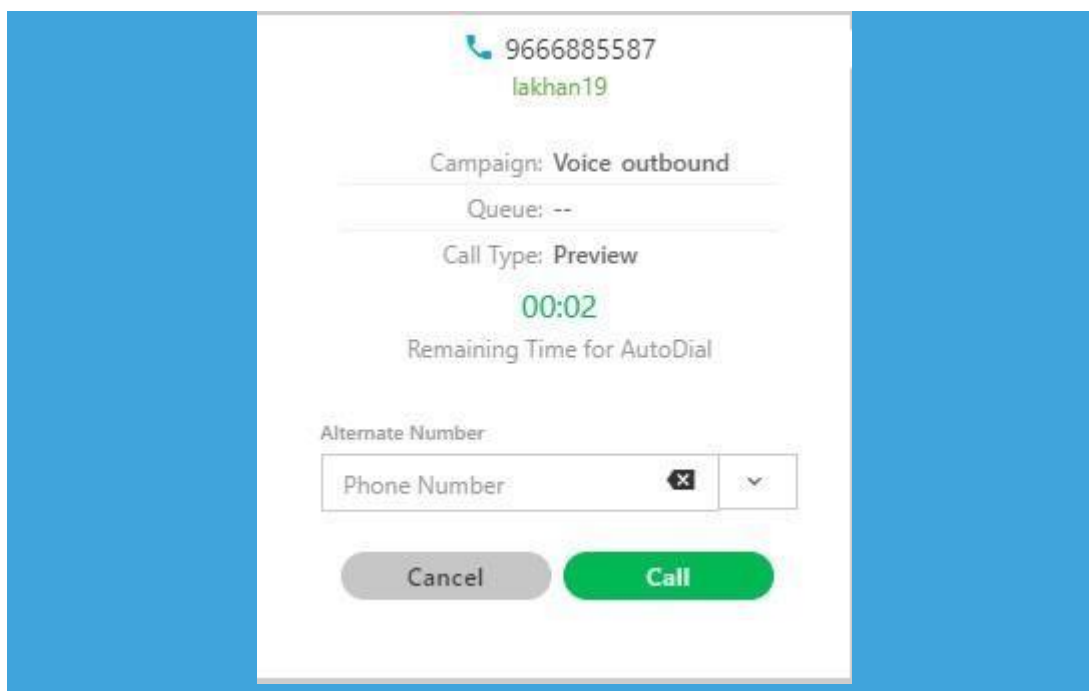 9666885587
lakhan19
Campaign: Voice outbound
Queue: --
Call Type: Preview
00:02
Remaining Time for AutoDial
Alternate Number
Phone Number
Cancel Call